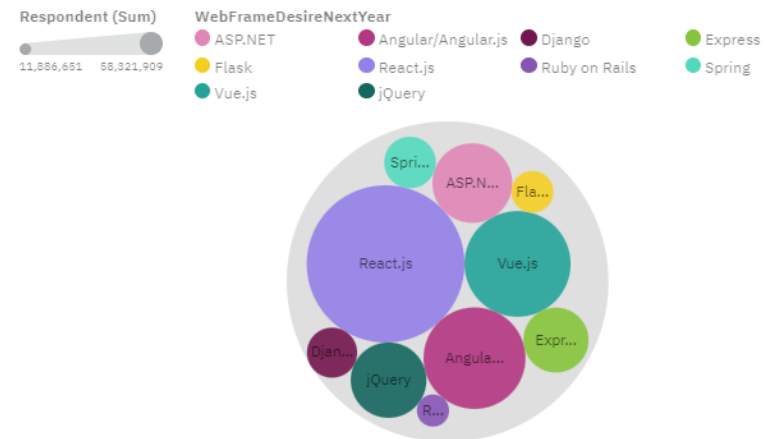 Respondent (Sum) WebFrameDesireNextYear
ASP.NET Angular/Angular.js Django Express
11,886,651 58,321,909 Flask React.js Ruby on Rails Spring
Vue.js jQuery
Spri...
ASP.N...
Fla...
React.js Vue.js
Expr...
Djan... Angula...
jQuery
R...